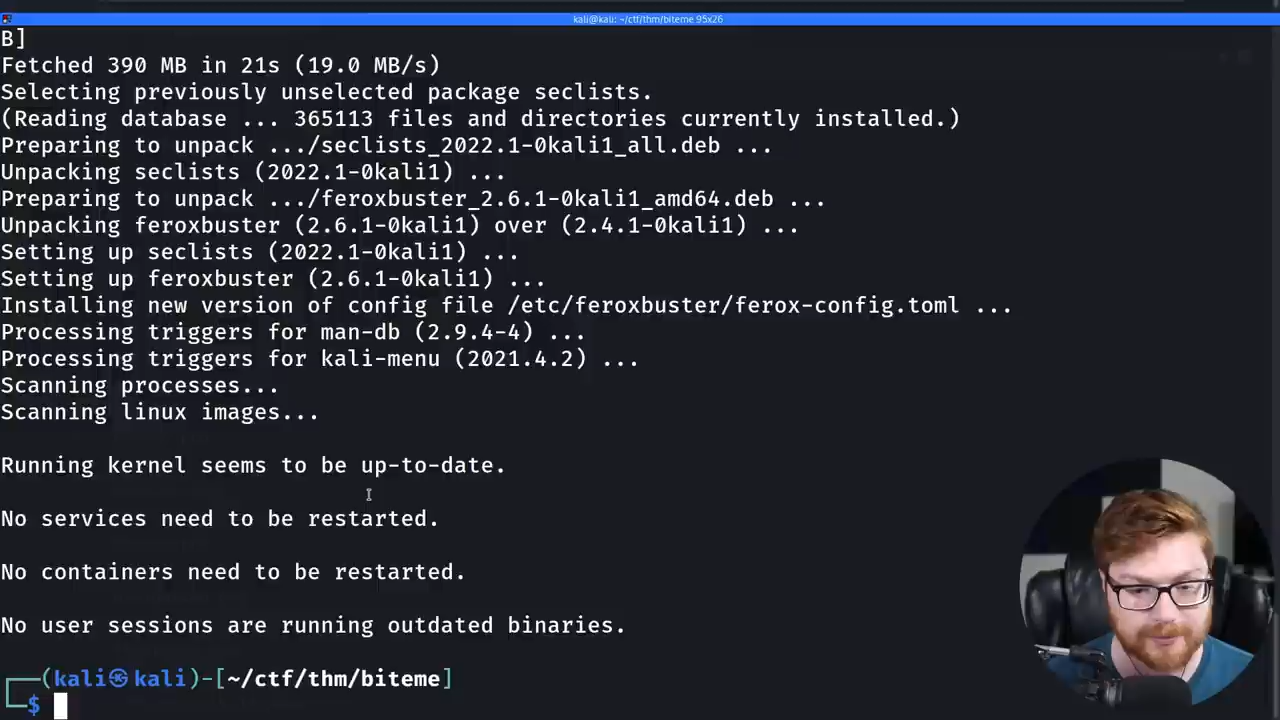 kali@kali: ~/ctf/thm/biteme 95x26
B]
Fetched 390 MB in 21s (19.0 MB/s)
Selecting previously unselected package seclists.
(Reading database ... 365113 files and directories currently installed.)
Preparing to unpack .../seclists_2022.1-0kali1_all.deb ...
Unpacking seclists (2022.1-0kali1) ...
Preparing to unpack .../feroxbuster_2.6.1-0kali1_amd64.deb ...
Unpacking feroxbuster (2.6.1-0kali1) over (2.4.1-0kali1) ...
Setting up seclists (2022.1-0kali1) ...
Setting up feroxbuster (2.6.1-0kali1) ...
Installing new version of config file /etc/feroxbuster/ferox-config.toml ...
Processing triggers for man-db (2.9.4-4) ...
Processing triggers for kali-menu (2021.4.2) ...
Scanning processes...
Scanning linux images...
Running kernel seems to be up-to-date.
No services need to be restarted.
No containers need to be restarted.
No user sessions are running outdated binaries.
┌──(kali㉿kali)-[~/ctf/thm/biteme]
└─$